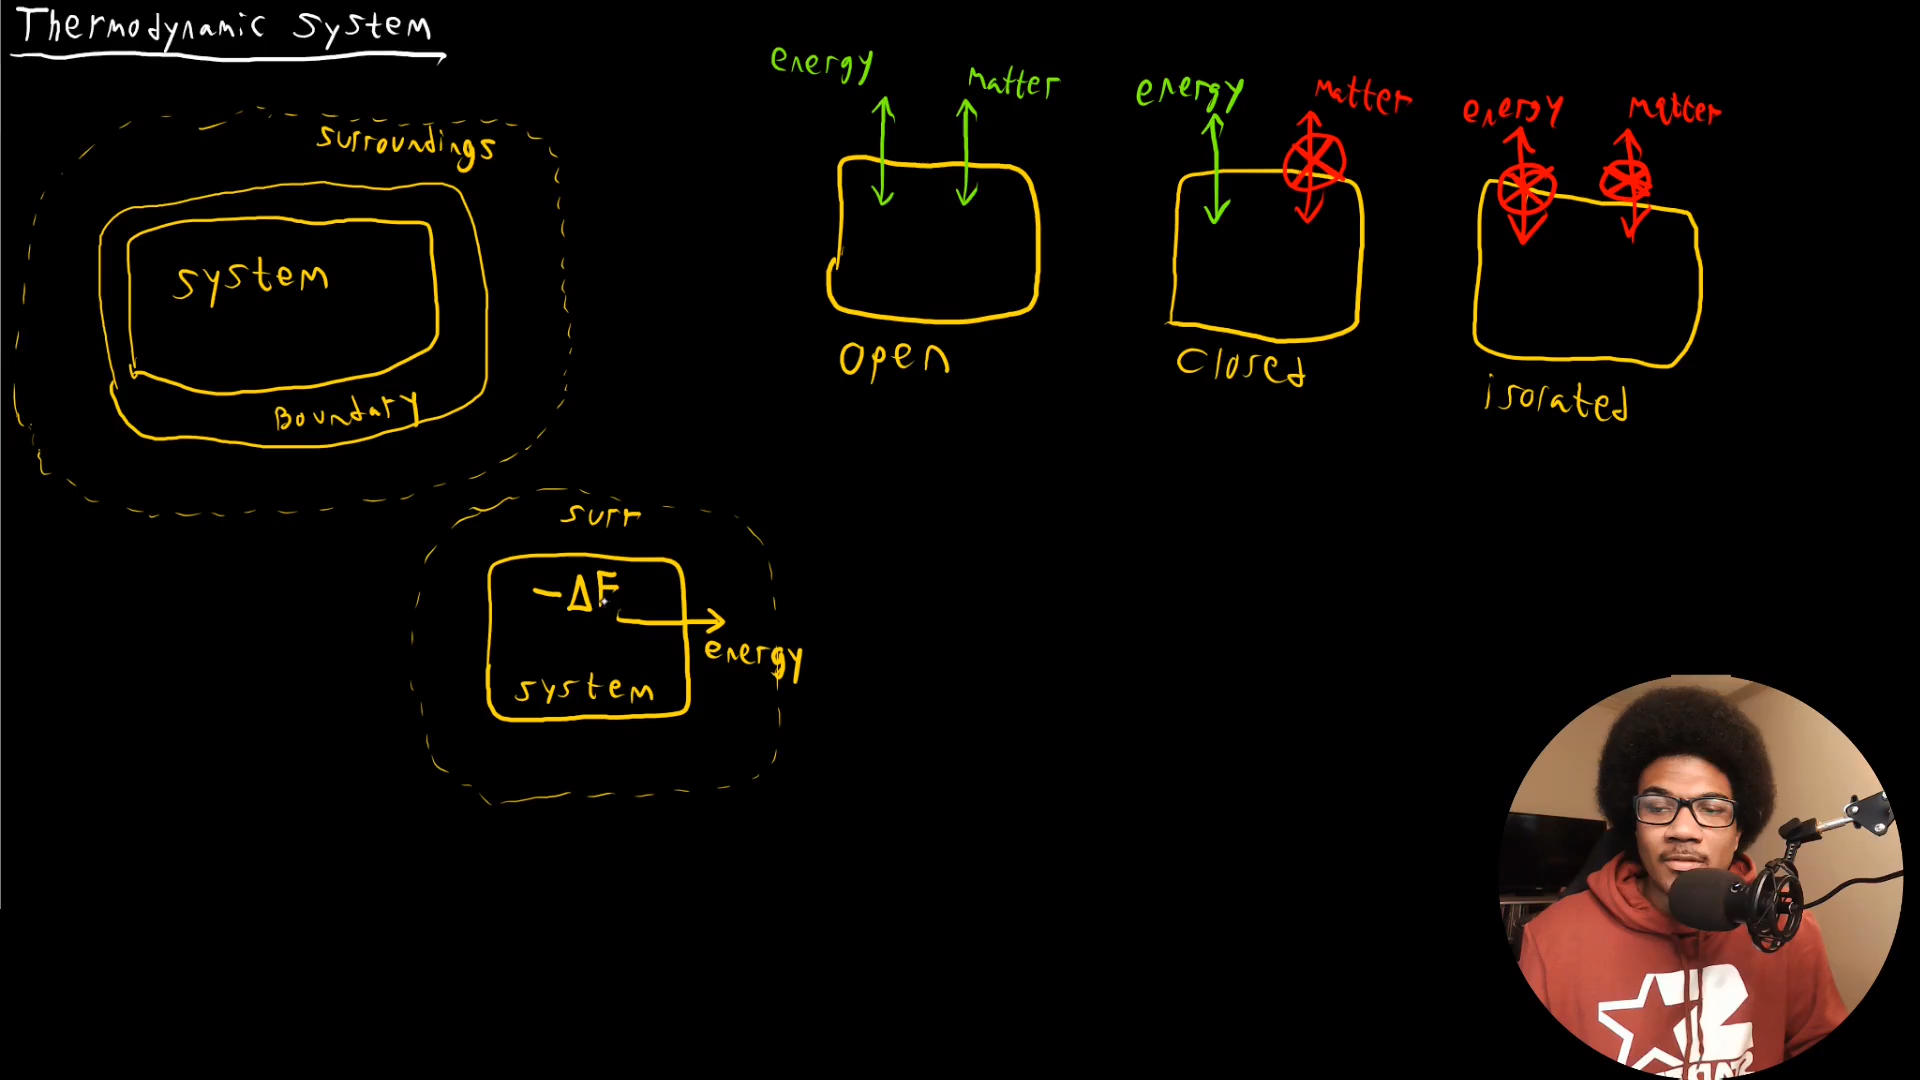 Thermodynamic System
surroundings
system
Boundary
energy
Matter
open
energy
Matter
Closed
energy
Matter
isolated
surr
-ΔE
energy
system